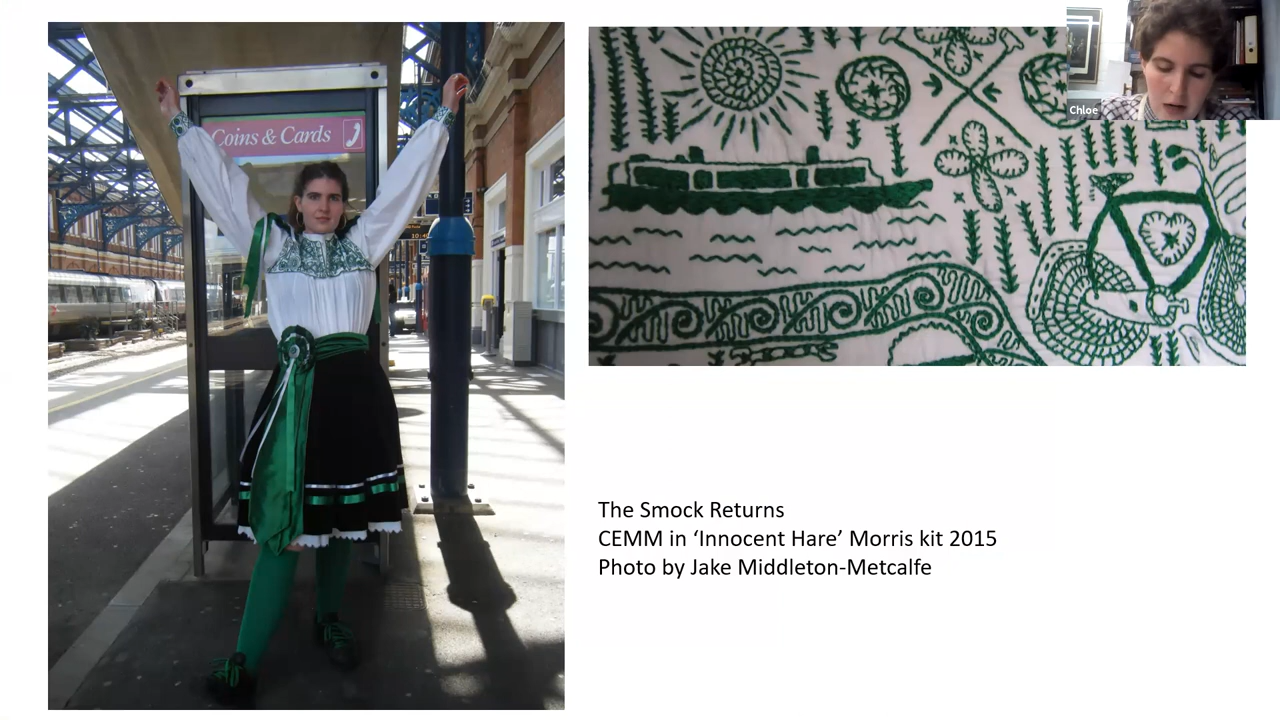 Coins & Cards
Chloe
The Smock Returns
CEMM in ‘Innocent Hare’ Morris kit 2015
Photo by Jake Middleton-Metcalfe